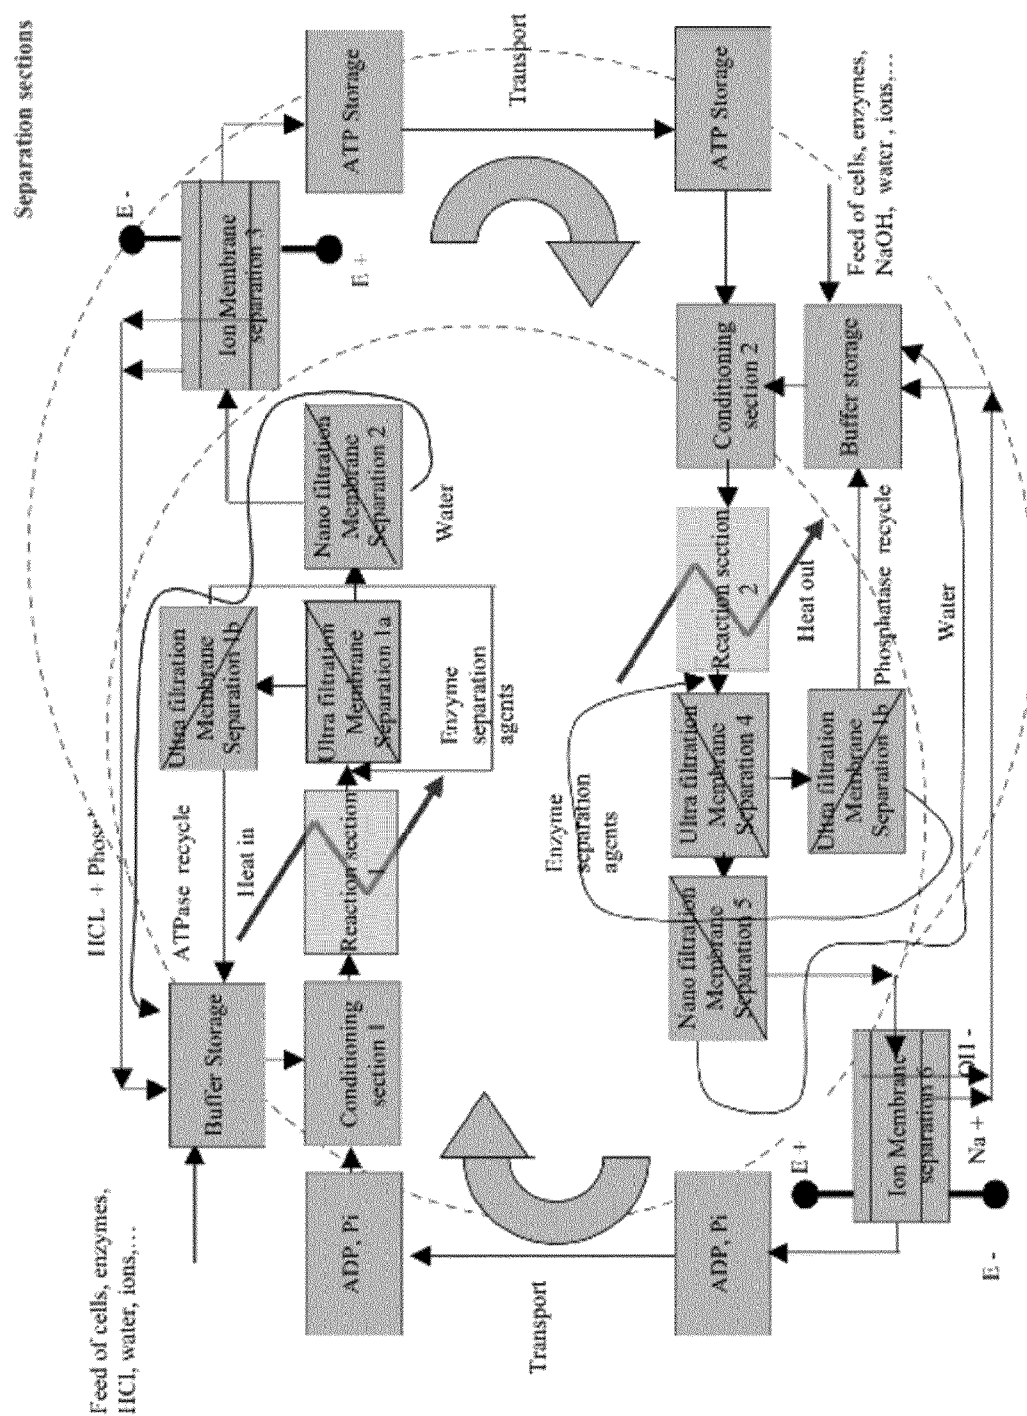 Separation sections
Feed of cells, enzymes,
HCl, water, ions,...
HCL + Phos
Buffer Storage
ATPase recycle
Heat in
Ultra filtration
Membrane
Separation 1b
Ion Membrane
separation 3
E -
E +
ADP, Pi
Conditioning
section 1
Reaction section
1
Ultra filtration
Membrane
Separation 1a
Nano filtration
Membrane
Separation 2
ATP Storage
Enzyme
separation
agents
Water
Transport
Transport
Enzyme
separation
agents
ADP, Pi
Nano filtration
Membrane
Separation 5
Ultra filtration
Membrane
Separation 4
Reaction section
2
Conditioning
section 2
ATP Storage
Heat out
E +
Ion Membrane
separation 6
Ultra filtration
Membrane
Separation 1b
Phosphatase recycle
Buffer storage
Feed of cells, enzymes,
NaOH, water , ions,...
Water
E -
Na +
OH -